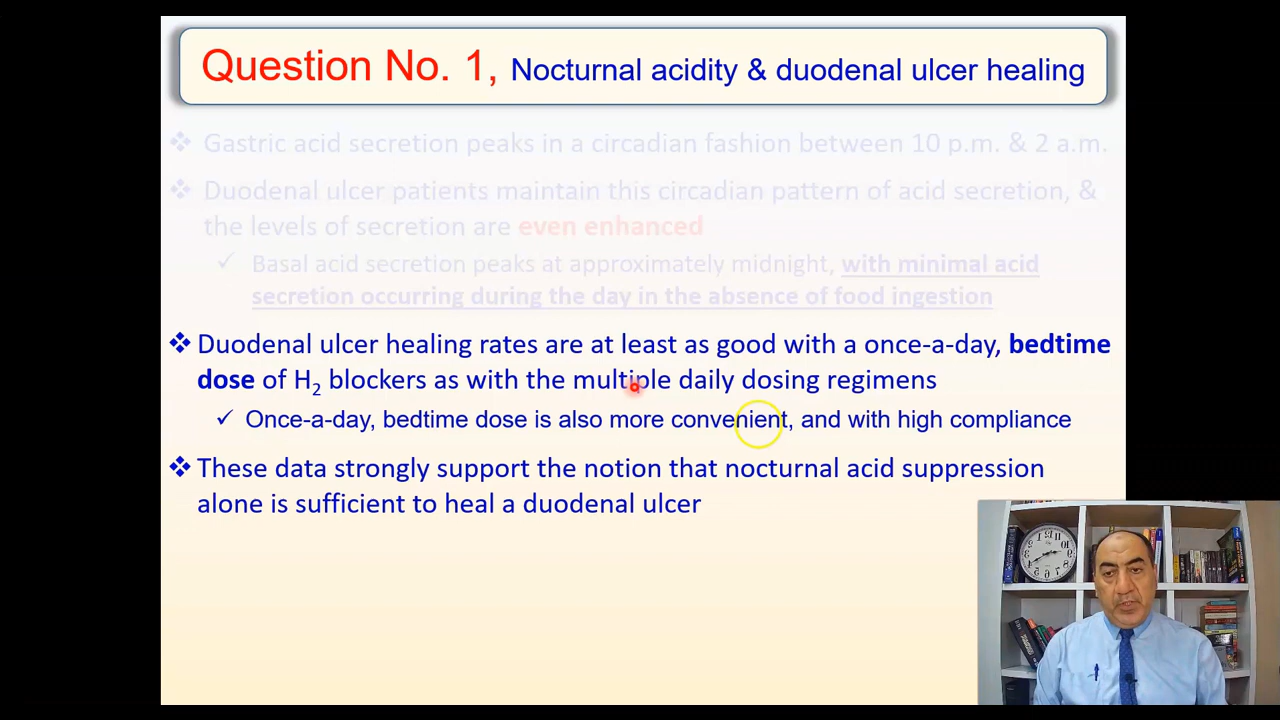 Question No. 1, Nocturnal acidity & duodenal ulcer healing
❖ Gastric acid secretion peaks in a circadian fashion between 10 p.m. & 2 a.m.
❖ Duodenal ulcer patients maintain this circadian pattern of acid secretion, &
the levels of secretion are even enhanced
✓ Basal acid secretion peaks at approximately midnight, with minimal acid
secretion occurring during the day in the absence of food ingestion
❖ Duodenal ulcer healing rates are at least as good with a once-a-day, bedtime
dose of H₂ blockers as with the multiple daily dosing regimens
✓ Once-a-day, bedtime dose is also more convenient, and with high compliance
❖ These data strongly support the notion that nocturnal acid suppression
alone is sufficient to heal a duodenal ulcer